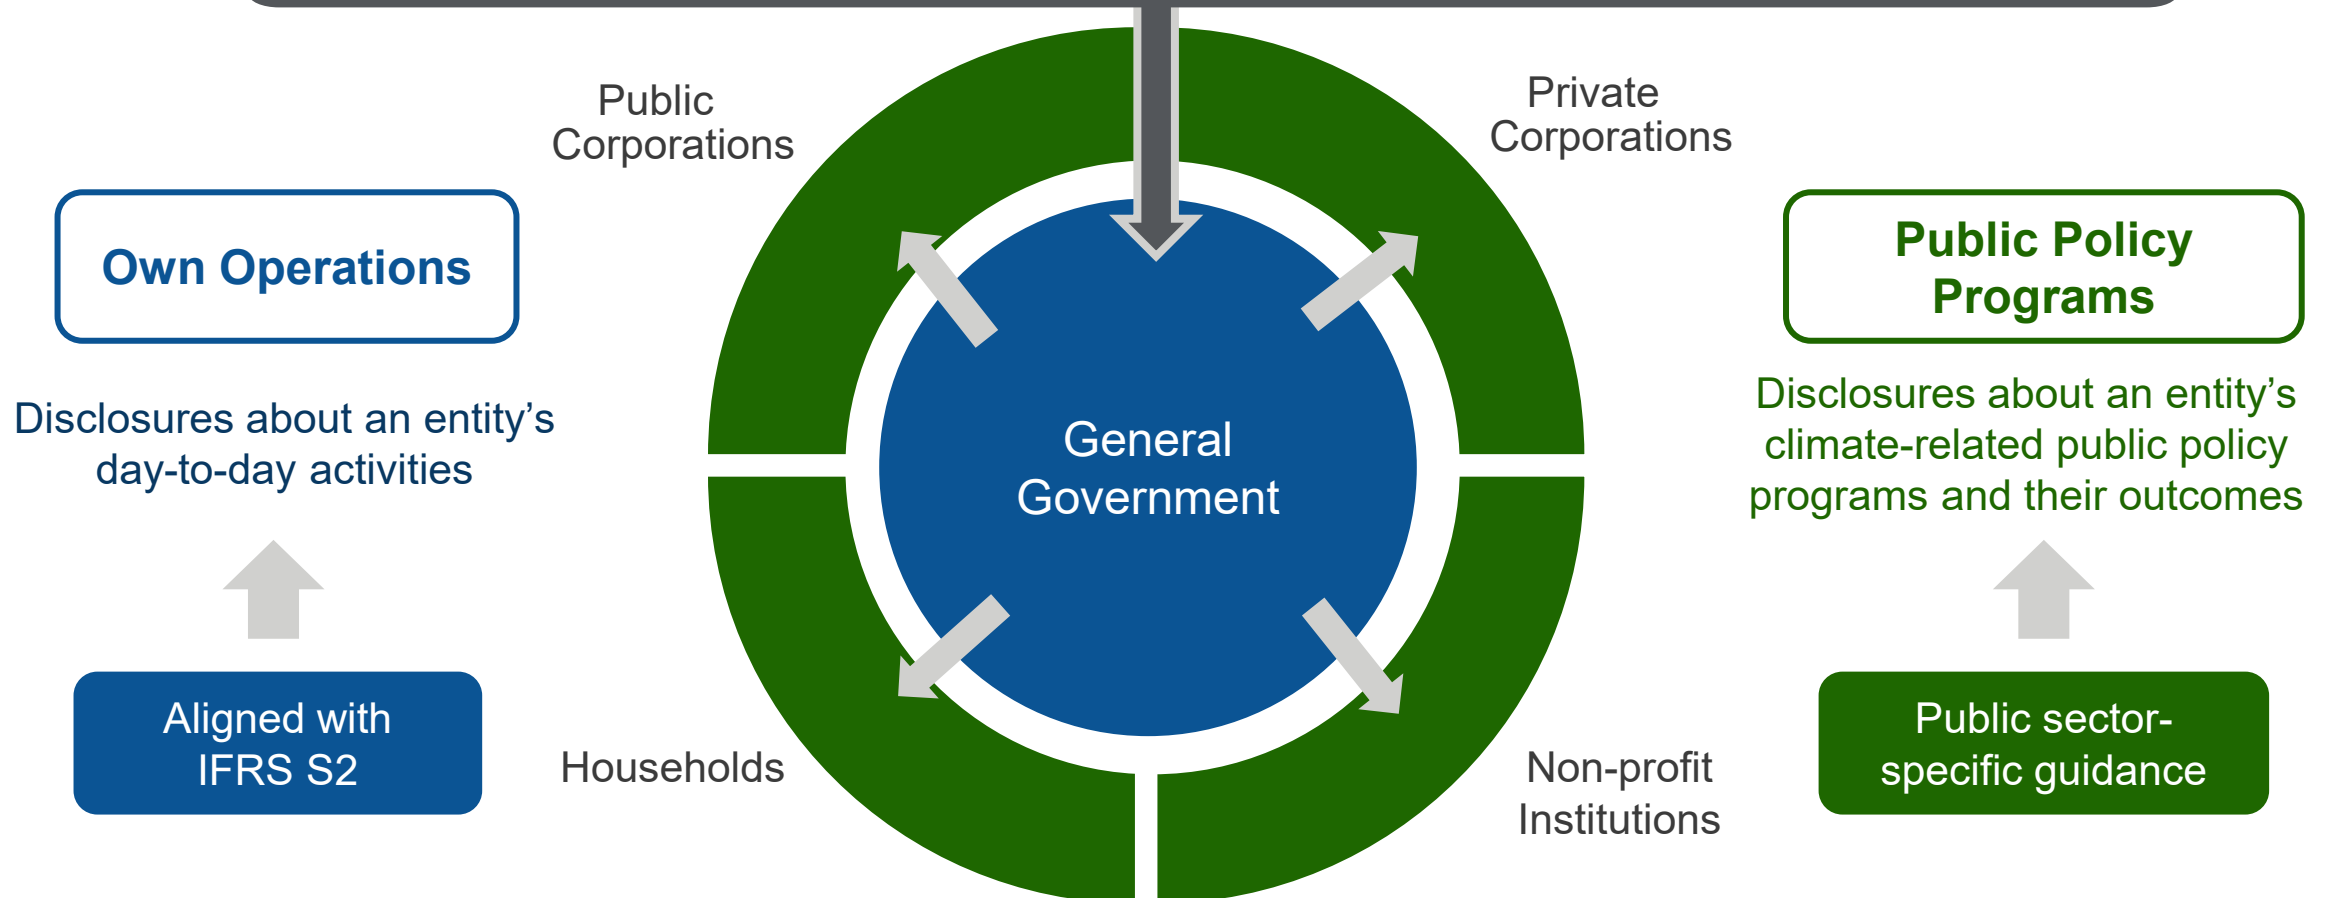 Public
Corporations
Private
Corporations
Own Operations
Public Policy
Programs
Disclosures about an entity’s
day-to-day activities
General
Government
Disclosures about an entity’s
climate-related public policy
programs and their outcomes
Aligned with
IFRS S2
Households
Non-profit
Institutions
Public sector-
specific guidance